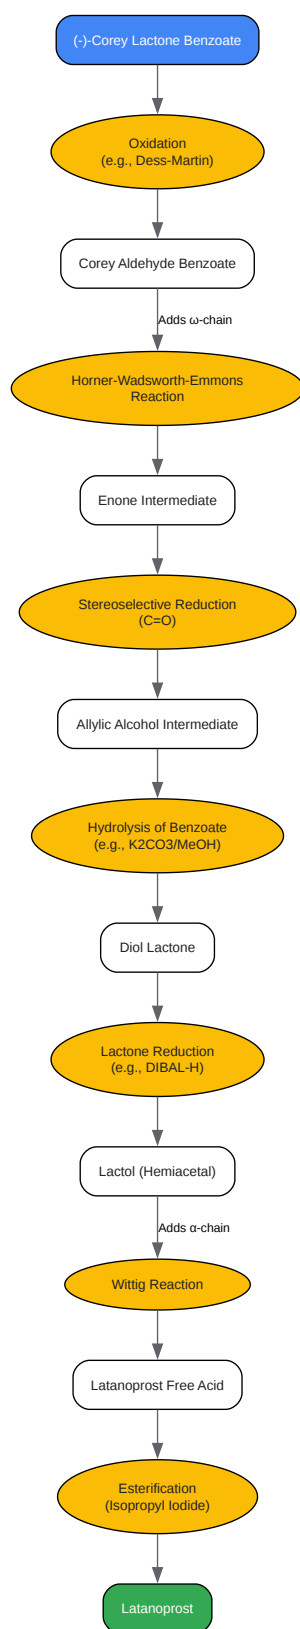 (-)-Corey Lactone Benzoate
Oxidation
(e.g., Dess-Martin)
Corey Aldehyde Benzoate
Adds ω-chain
Horner-Wadsworth-Emmons
Reaction
Enone Intermediate
Stereoselective Reduction
(C=O)
Allylic Alcohol Intermediate
Hydrolysis of Benzoate
(e.g., K2CO3/MeOH)
Diol Lactone
Lactone Reduction
(e.g., DIBAL-H)
Lactol (Hemiacetal)
Adds α-chain
Wittig Reaction
Latanoprost Free Acid
Esterification
(Isopropyl Iodide)
Latanoprost